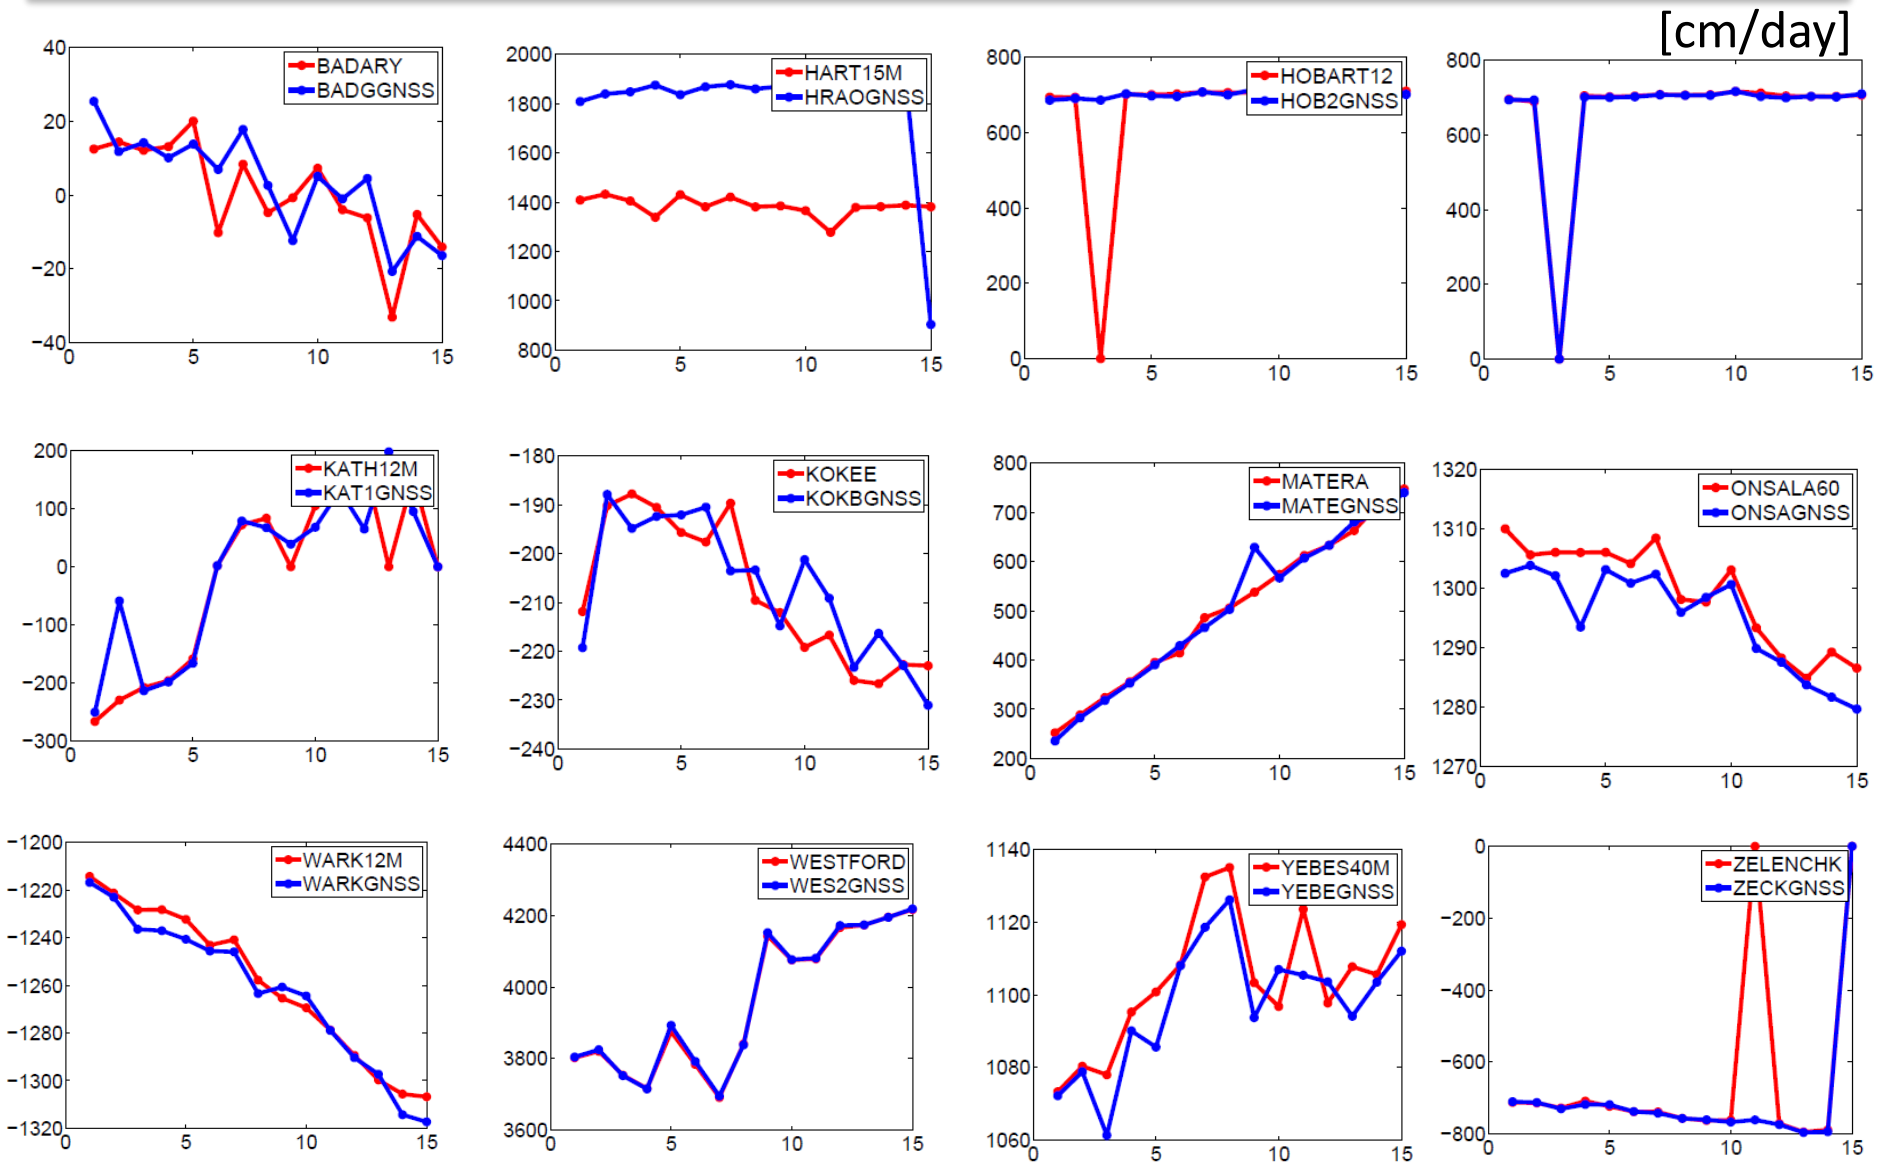 [cm/day]
40
20
0
−20
−40
0 5 10 15
BADARY
BADGGNSS
2000
1800
1600
1400
1200
1000
800
0 5 10 15
HART15M
HRAOGNSS
800
600
400
200
0
0 5 10 15
HOBART12
HOB2GNSS
800
600
400
200
0
0 5 10 15
200
100
0
−100
−200
−300
0 5 10 15
KATH12M
KAT1GNSS
−180
−190
−200
−210
−220
−230
−240
0 5 10 15
KOKEE
KOKBGNSS
800
700
600
500
400
300
200
0 5 10 15
MATERA
MATEGNSS
1320
1310
1300
1290
1280
1270
0 5 10 15
ONSALA60
ONSAGNSS
−1200
−1220
−1240
−1260
−1280
−1300
−1320
0 5 10 15
WARK12M
WARKGNSS
4400
4200
4000
3800
3600
0 5 10 15
WESTFORD
WES2GNSS
1140
1120
1100
1080
1060
0 5 10 15
YEBES40M
YEBEGNSS
0
−200
−400
−600
−800
0 5 10 15
ZELENCHK
ZECKGNSS